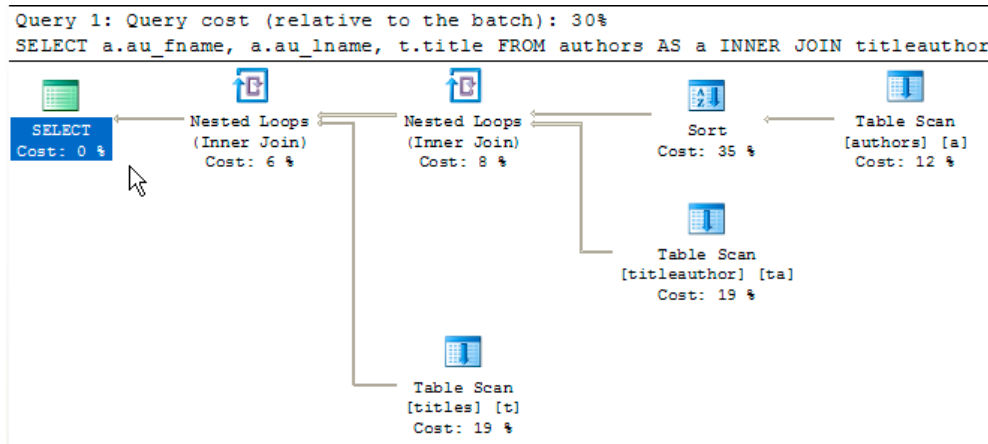 Query 1: Query cost (relative to the batch): 30%
SELECT a.au_fname, a.au_lname, t.title FROM authors AS a INNER JOIN titleauthor
SELECT
Cost: 0 %
Nested Loops
(Inner Join)
Cost: 6 %
Nested Loops
(Inner Join)
Cost: 8 %
Sort
Cost: 35 %
Table Scan
[authors] [a]
Cost: 12 %
Table Scan
[titleauthor] [ta]
Cost: 19 %
Table Scan
[titles] [t]
Cost: 19 %